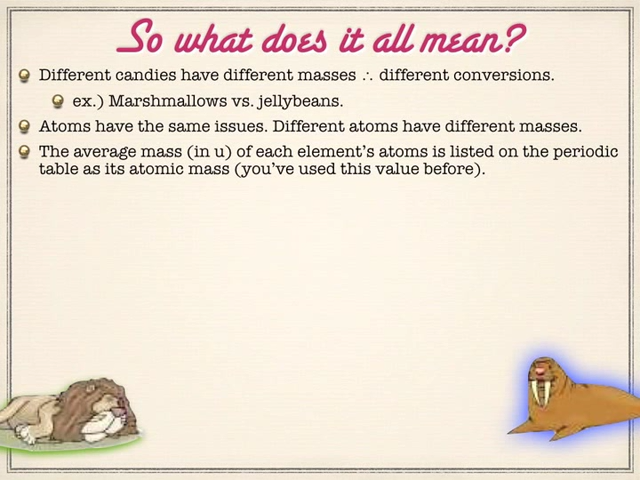 So what does it all mean?
Different candies have different masses ∴ different conversions.
ex.) Marshmallows vs. jellybeans.
Atoms have the same issues. Different atoms have different masses.
The average mass (in u) of each element’s atoms is listed on the periodic
table as its atomic mass (you’ve used this value before).